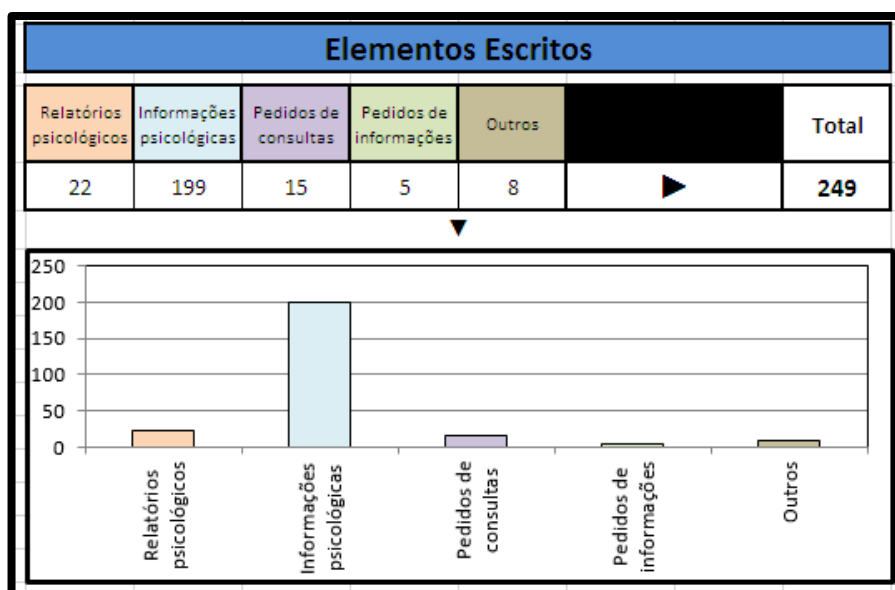 Elementos Escritos
Relatórios psicológicos
Informações psicológicas
Pedidos de consultas
Pedidos de informações
Outros
Total
22 199 15 5 8 ► 249
▼
250
200
150
100
50
0
Relatórios psicológicos
Informações psicológicas
Pedidos de consultas
Pedidos de informações
Outros